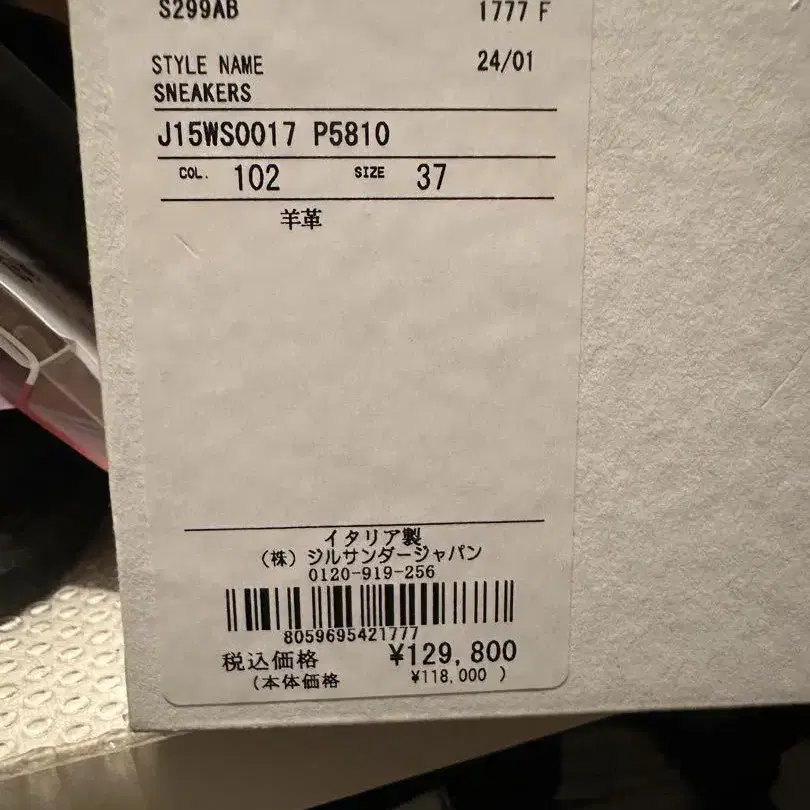 S299AB 1777 F
STYLE NAME 24/01
SNEAKERS
J15WS0017 P5810
COL. 102 SIZE 37
羊革
イタリア製
(株) ジルサンダージャパン
0120-919-256
8059695421777
税込価格 ¥129,800
(本体価格 ¥118,000 )